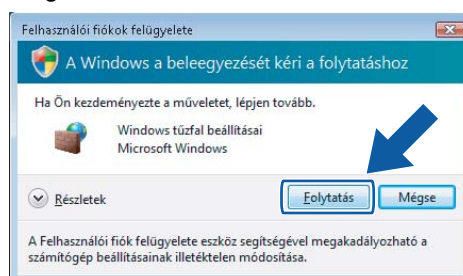 Felhasználói fiókok felügyelete
A Windows a beleegyezését kéri a folytatáshoz
Ha Ön kezdeményezte a műveletet, lépjen tovább.
Windows tűzfal beállításai
Microsoft Windows
Részletek
Folytatás
Mégse
A Felhasználói fiók felügyelete eszköz segítségével megakadályozható a
számítógép beállításainak illetéktelen módosítása.